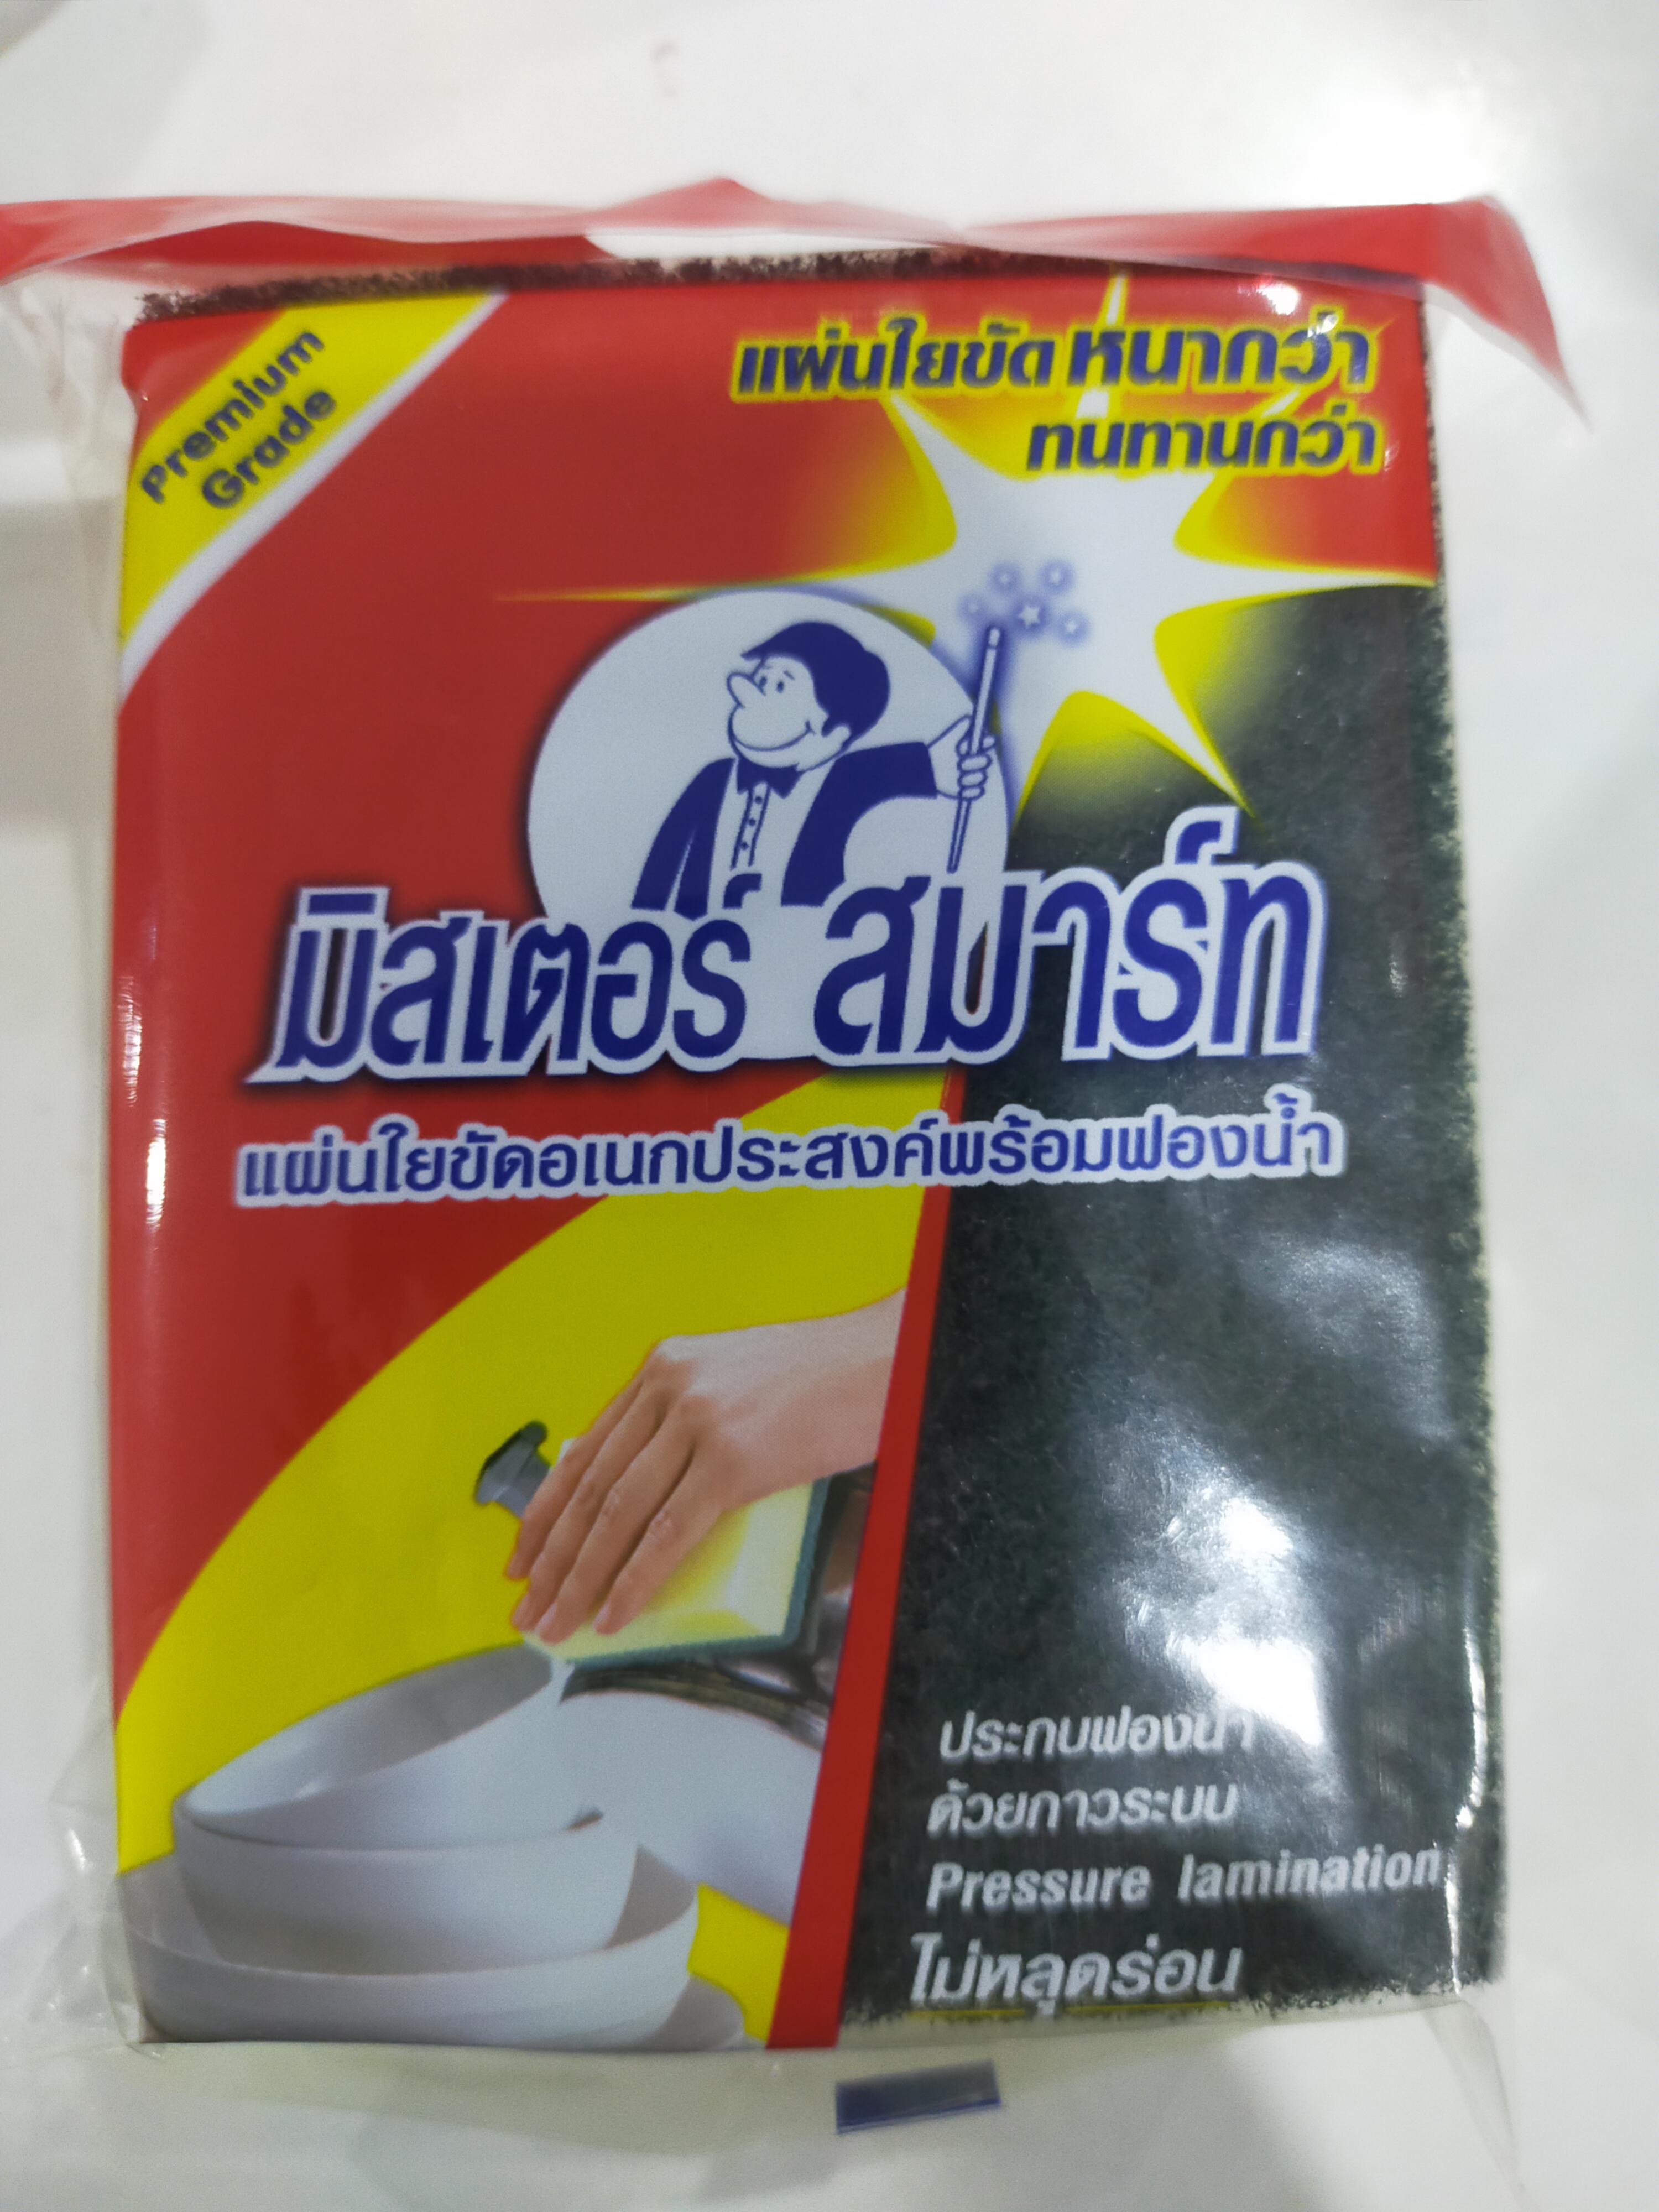 Premium
Grade
แผ่นใยขัด หนากว่า
ทนทานกว่า
มิสเตอร์ สมาร์ท
แผ่นใยขัดอเนกประสงค์พร้อมฟองน้ำ
ประกบฟองน้ำ
ด้วยกาวระบบ
Pressure lamination
ไม่หลุดร่อน